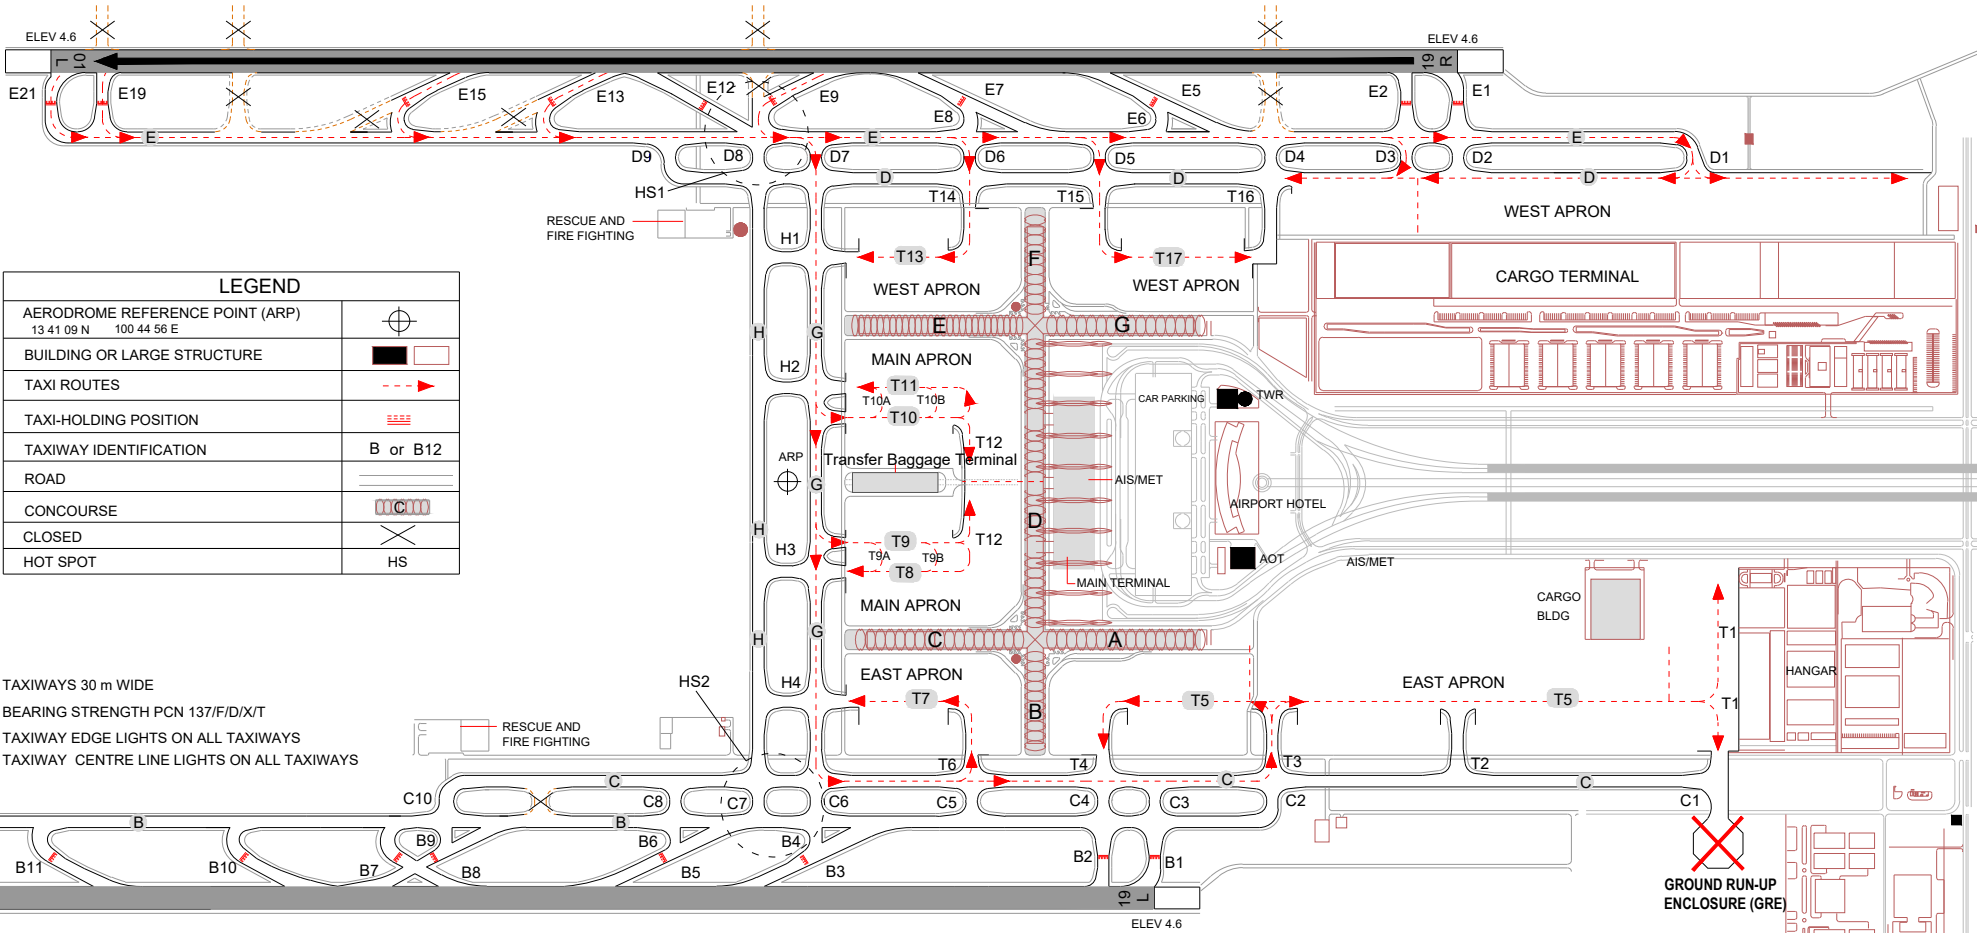 ELEV 4.6
ELEV 4.6
01
L
19
R
E21
E19
E15
E13
E12
E9
E8
E7
E6
E5
E2
E1
E
E
E
D9
D8
D7
D6
D5
D4
D3
D2
D1
D
D
D
HS1
T14
T15
T16
RESCUE AND
FIRE FIGHTING
H1
T13
T17
F
WEST APRON
WEST APRON
WEST APRON
CARGO TERMINAL
LEGEND
AERODROME REFERENCE POINT (ARP)
13 41 09 N 100 44 56 E
BUILDING OR LARGE STRUCTURE
TAXI ROUTES
TAXI-HOLDING POSITION
TAXIWAY IDENTIFICATION
B or B12
ROAD
CONCOURSE
C
CLOSED
HOT SPOT
HS
H
G
E
G
MAIN APRON
H2
T11
T10A
T10B
T10
T12
CAR PARKING
TWR
ARP
Transfer Baggage Terminal
G
AIS/MET
AIRPORT HOTEL
H
H3
D
T9
T9A
T9B
T8
T12
AOT
AIS/MET
MAIN TERMINAL
MAIN APRON
CARGO
BLDG
H
G
C
A
T1
HANGAR
EAST APRON
H4
EAST APRON
TAXIWAYS 30 m WIDE
BEARING STRENGTH PCN 137/F/D/X/T
TAXIWAY EDGE LIGHTS ON ALL TAXIWAYS
TAXIWAY CENTRE LINE LIGHTS ON ALL TAXIWAYS
HS2
T7
B
T5
T5
T1
RESCUE AND
FIRE FIGHTING
T6
T4
T3
T2
C
C
C
C10
C8
C7
C6
C5
C4
C3
C2
C1
B
B
B11
B10
B9
B7
B8
B6
B5
B4
B3
B2
B1
19
L
ELEV 4.6
GROUND RUN-UP
ENCLOSURE (GRE)